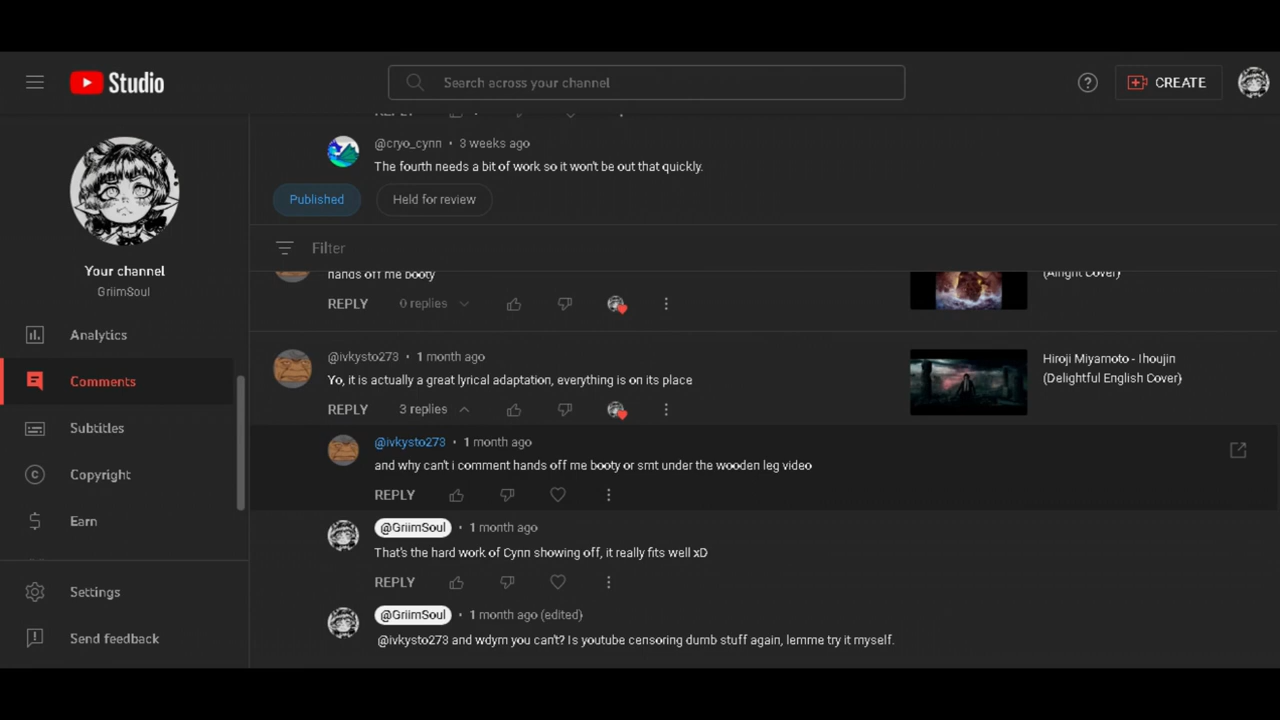 Studio
Search across your channel
CREATE
Your channel
GriimSoul
Analytics
Comments
Subtitles
Copyright
Earn
Settings
Send feedback
REPLY
@cryo_cynn • 3 weeks ago
The fourth needs a bit of work so it won't be out that quickly.
Published
Held for review
Filter
hands off me booty
(Alright Cover)
REPLY 0 replies
@ivkysto273 • 1 month ago
Yo, it is actually a great lyrical adaptation, everything is on its place
REPLY 3 replies
Hiroji Miyamoto - Ihoujin
(Delightful English Cover)
@ivkysto273 • 1 month ago
and why can't i comment hands off me booty or smt under the wooden leg video
REPLY
@GriimSoul • 1 month ago
That's the hard work of Cynn showing off, it really fits well xD
REPLY
@GriimSoul • 1 month ago (edited)
@ivkysto273 and wdym you can't? Is youtube censoring dumb stuff again, lemme try it myself.